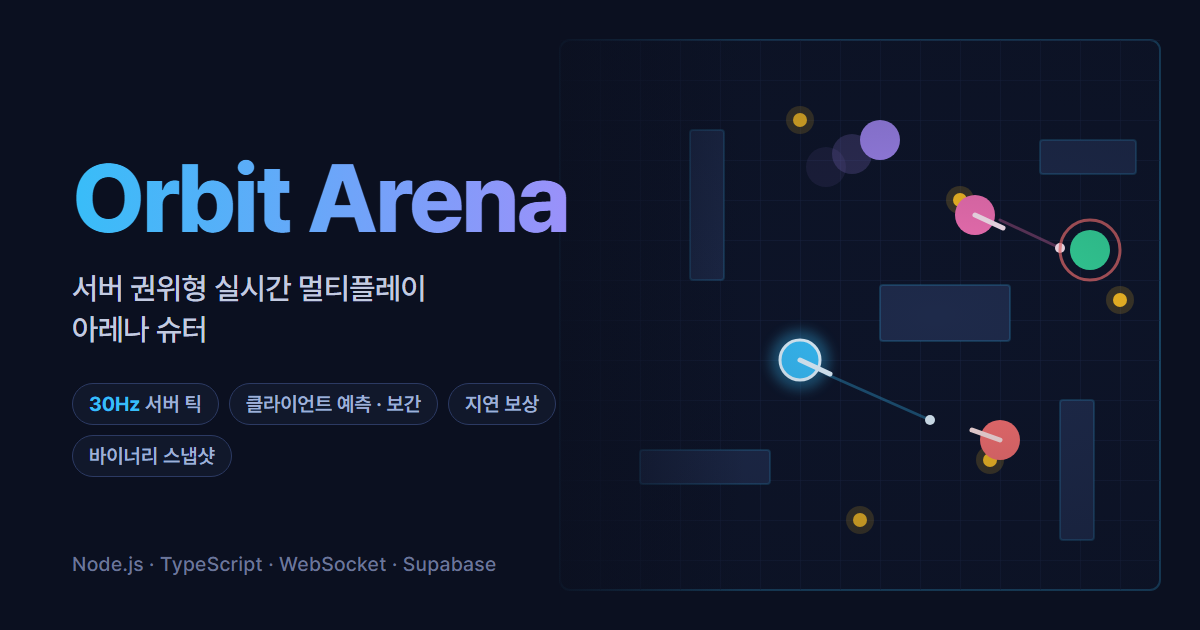 Orbit Arena
서버 권위형 실시간 멀티플레이
아레나 슈터
30Hz 서버 틱
클라이언트 예측 · 보간
지연 보상
바이너리 스냅샷
Node.js · TypeScript · WebSocket · Supabase